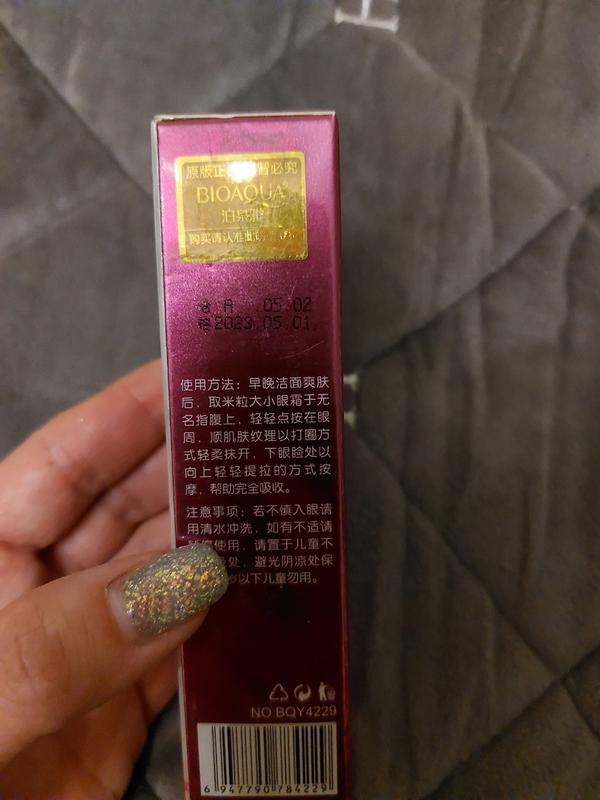 原版正
必究
BIOAQUA
泊泉雅
购买请认准
05.02
2023.05.01
使用方法：早晚洁面爽肤
后，取米粒大小眼霜于无
名指腹上，轻轻点按在眼
周，顺肌肤纹理以打圈方
式轻柔抹开，下眼睑处以
向上轻轻提拉的方式按
摩，帮助完全吸收。
注意事项：若不慎入眼请
用清水冲洗，如有不适请
使用，请置于儿童不
处，避光阴凉处保
岁以下儿童勿用。
NO.BQY4229
6 947790 784229